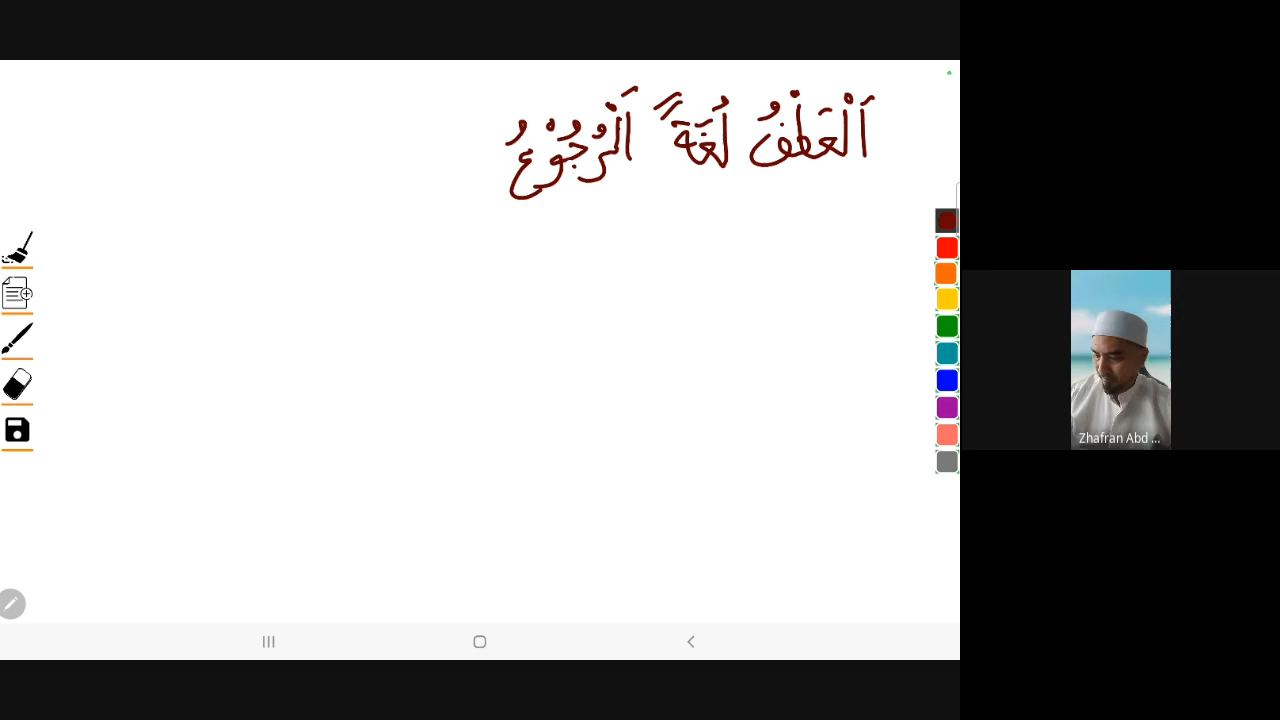 اَلْعَطْفُ لُغَةً اَلرُّجُوْعُ
Zhafran Abd ...